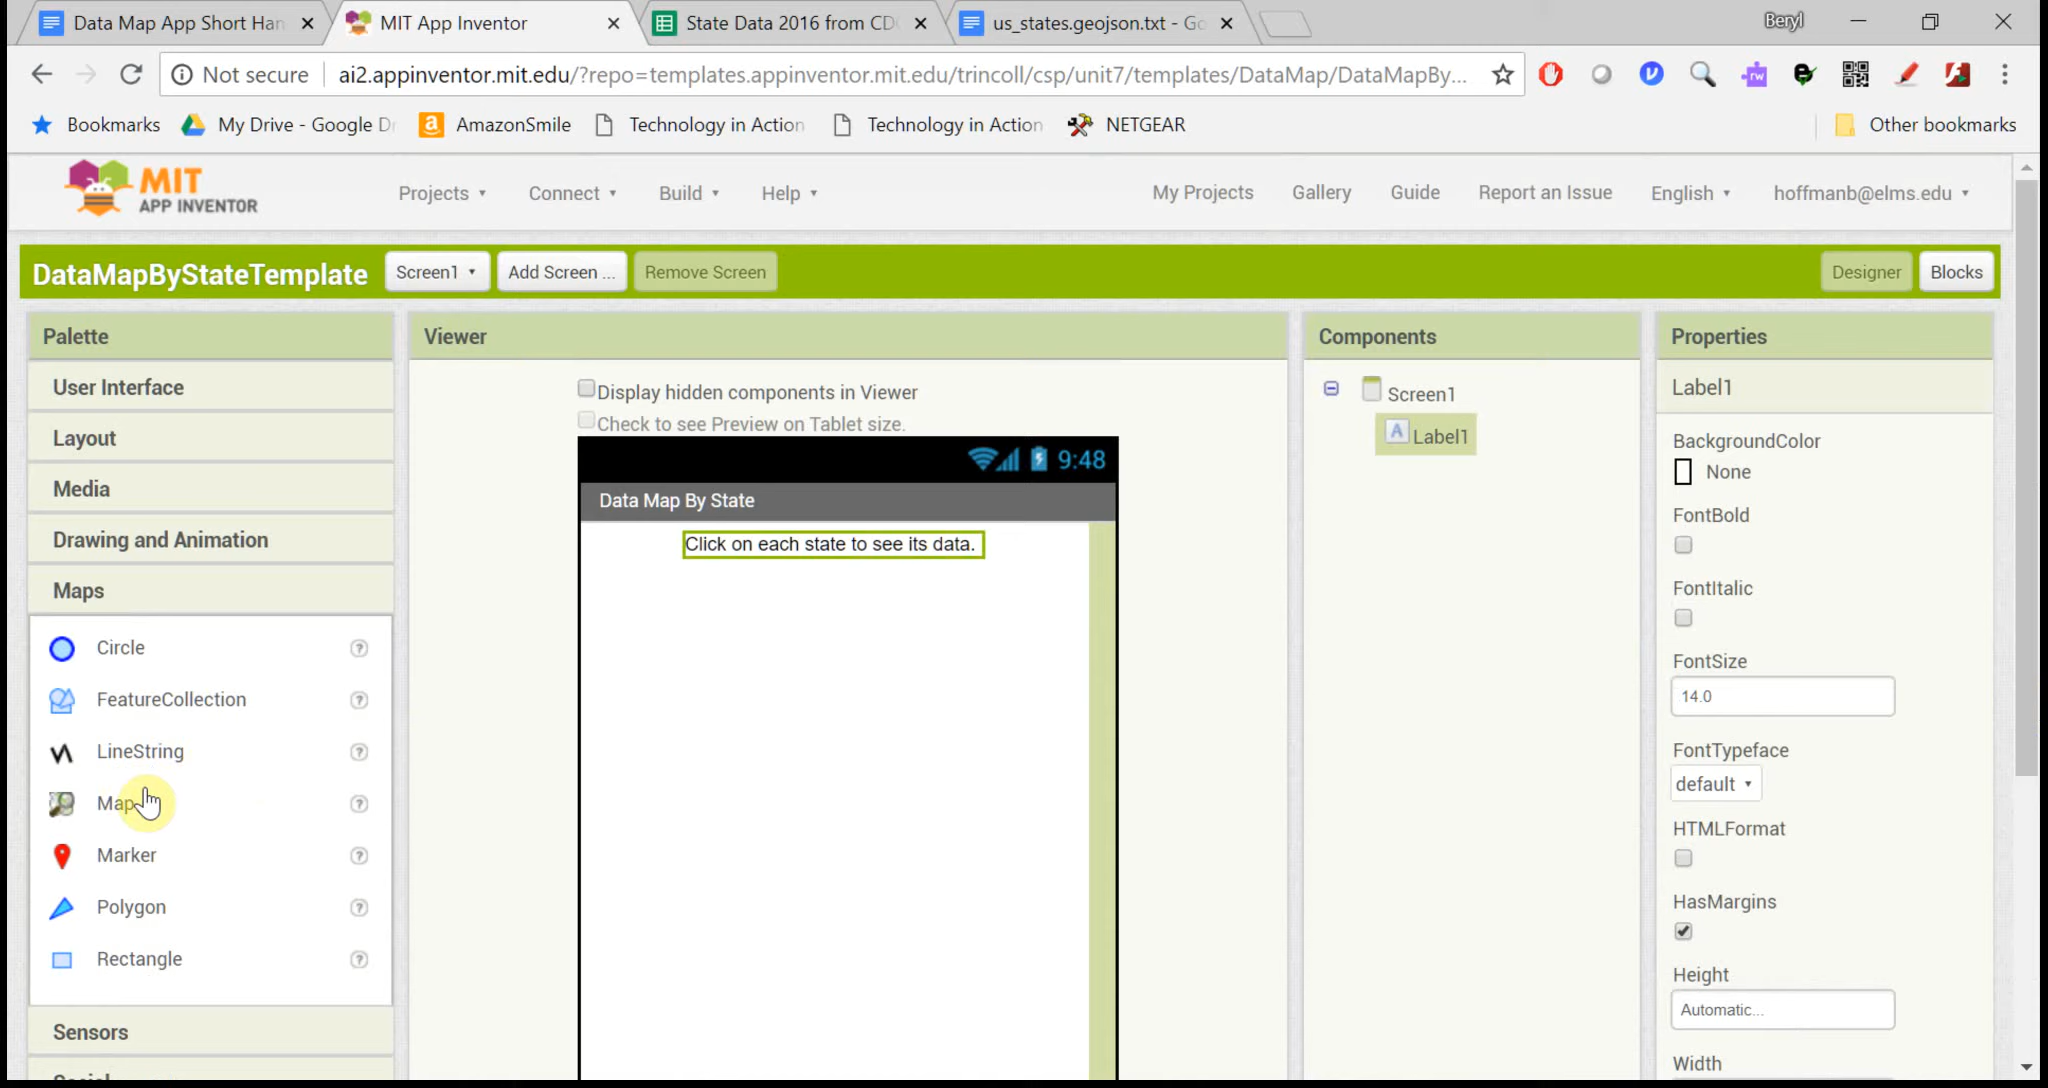 Data Map App Short Han
MIT App Inventor
State Data 2016 from CDC
us_states.geojson.txt - Go
Beryl
Not secure
ai2.appinventor.mit.edu/?repo=templates.appinventor.mit.edu/trincoll/csp/unit7/templates/DataMap/DataMapBy...
Bookmarks
My Drive - Google Dr
AmazonSmile
Technology in Action
Technology in Action
NETGEAR
Other bookmarks
MIT
APP INVENTOR
Projects
Connect
Build
Help
My Projects
Gallery
Guide
Report an Issue
English
hoffmanb@elms.edu
DataMapByStateTemplate
Screen1
Add Screen ...
Remove Screen
Designer
Blocks
Palette
User Interface
Layout
Media
Drawing and Animation
Maps
Circle
FeatureCollection
LineString
Map
Marker
Polygon
Rectangle
Sensors
Viewer
Display hidden components in Viewer
Check to see Preview on Tablet size.
9:48
Data Map By State
Click on each state to see its data.
Components
Screen1
Label1
Properties
Label1
BackgroundColor
None
FontBold
FontItalic
FontSize
14.0
FontTypeface
default
HTMLFormat
HasMargins
Height
Automatic...
Width